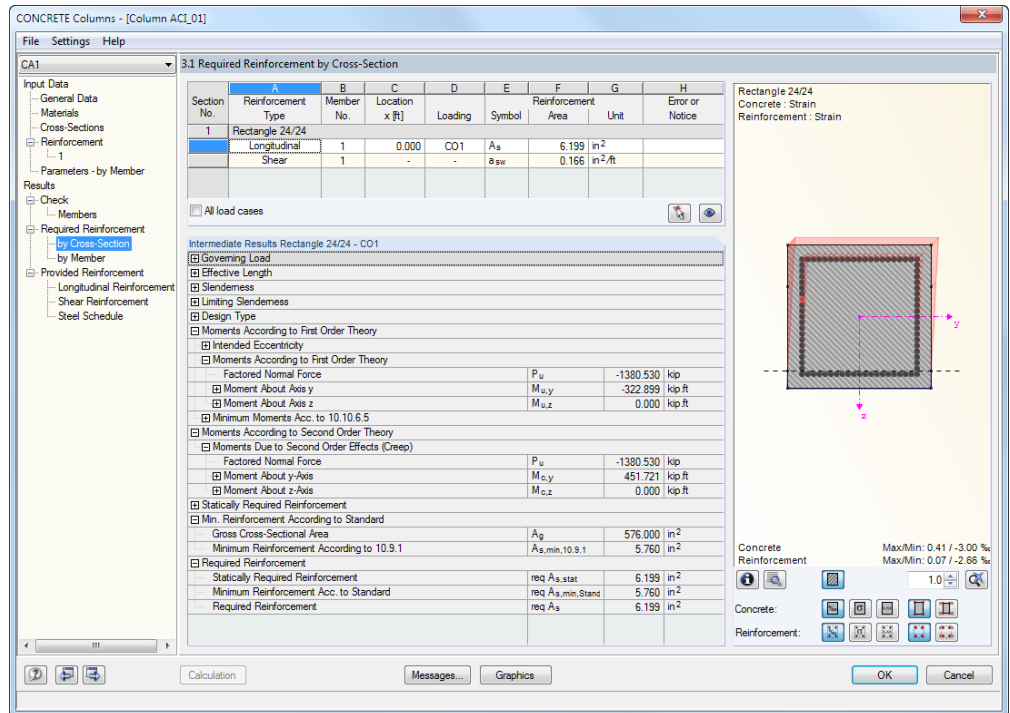 CONCRETE Columns - [Column ACI_01]
File Settings Help
CA1
Input Data
General Data
Materials
Cross-Sections
Reinforcement
1
Parameters - by Member
Results
Check
Members
Required Reinforcement
by Cross-Section
by Member
Provided Reinforcement
Longitudinal Reinforcement
Shear Reinforcement
Steel Schedule
3.1 Required Reinforcement by Cross-Section
A B C D E F G H
Section Reinforcement Member Location Reinforcement Error or
No. Type No. x [ft] Loading Symbol Area Unit Notice
1 Rectangle 24/24
Longitudinal 1 0.000 CO1 As 6.199 in2
Shear 1 - - asw 0.166 in2/ft
All load cases
Intermediate Results Rectangle 24/24 - CO1
Governing Load
Effective Length
Slenderness
Limiting Slenderness
Design Type
Moments According to First Order Theory
Intended Eccentricity
Moments According to First Order Theory
Factored Normal Force Pu -1380.530 kip
Moment About Axis y Mu,y -322.899 kip.ft
Moment About Axis z Mu,z 0.000 kip.ft
Minimum Moments Acc. to 10.10.6.5
Moments According to Second Order Theory
Moments Due to Second Order Effects (Creep)
Factored Normal Force Pu -1380.530 kip
Moment About y-Axis Mc,y 451.721 kip.ft
Moment About z-Axis Mc,z 0.000 kip.ft
Statically Required Reinforcement
Min. Reinforcement According to Standard
Gross Cross-Sectional Area Ag 576.000 in2
Minimum Reinforcement According to 10.9.1 As,min,10.9.1 5.760 in2
Required Reinforcement
Statically Required Reinforcement req As,stat 6.199 in2
Minimum Reinforcement Acc. to Standard req As,min,Stand 5.760 in2
Required Reinforcement req As 6.199 in2
Rectangle 24/24
Concrete : Strain
Reinforcement : Strain
y
z
Concrete Max/Min: 0.41 / -3.00 ‰
Reinforcement Max/Min: 0.07 / -2.66 ‰
1.0
Concrete:
Reinforcement:
Calculation
Messages...
Graphics
OK
Cancel